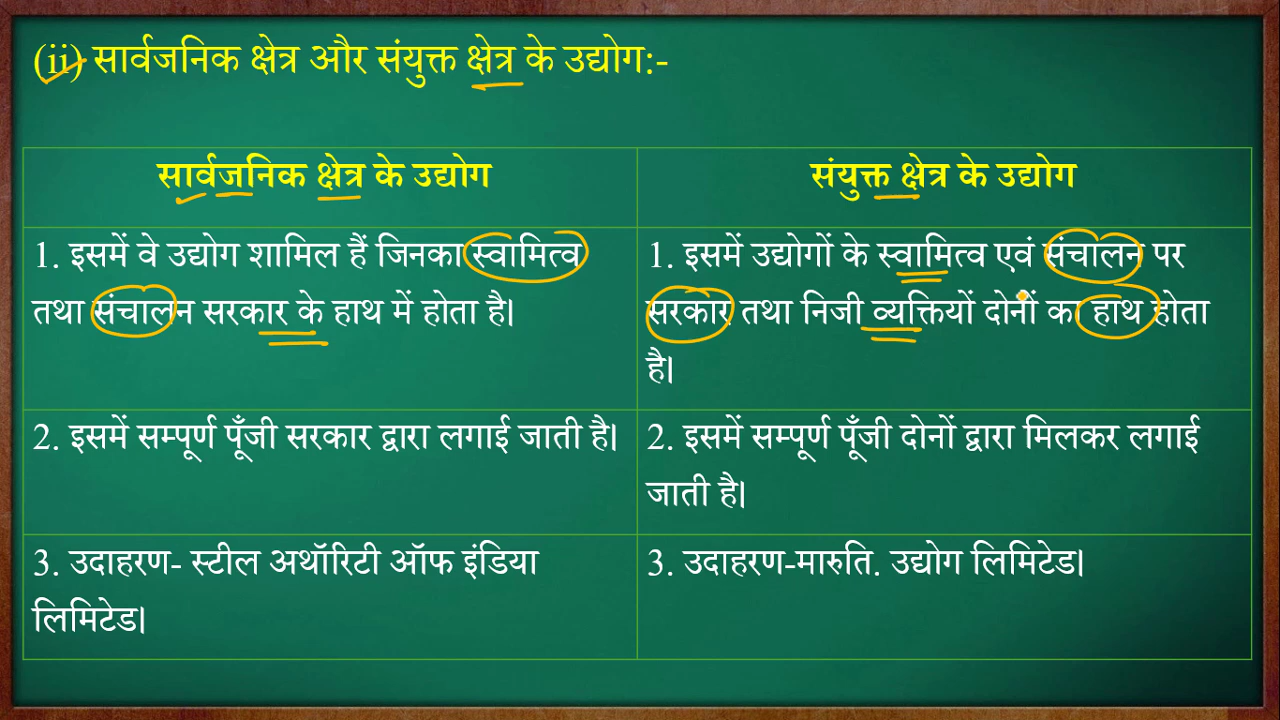 (ii) सार्वजनिक क्षेत्र और संयुक्त क्षेत्र के उद्योग:-
सार्वजनिक क्षेत्र के उद्योग
संयुक्त क्षेत्र के उद्योग
1. इसमें वे उद्योग शामिल हैं जिनका स्वामित्व
तथा संचालन सरकार के हाथ में होता है।
1. इसमें उद्योगों के स्वामित्व एवं संचालन पर
सरकार तथा निजी व्यक्तियों दोनों का हाथ होता
है।
2. इसमें सम्पूर्ण पूँजी सरकार द्वारा लगाई जाती है।
2. इसमें सम्पूर्ण पूँजी दोनों द्वारा मिलकर लगाई
जाती है।
3. उदाहरण- स्टील अथॉरिटी ऑफ इंडिया
लिमिटेड।
3. उदाहरण-मारुति. उद्योग लिमिटेड।